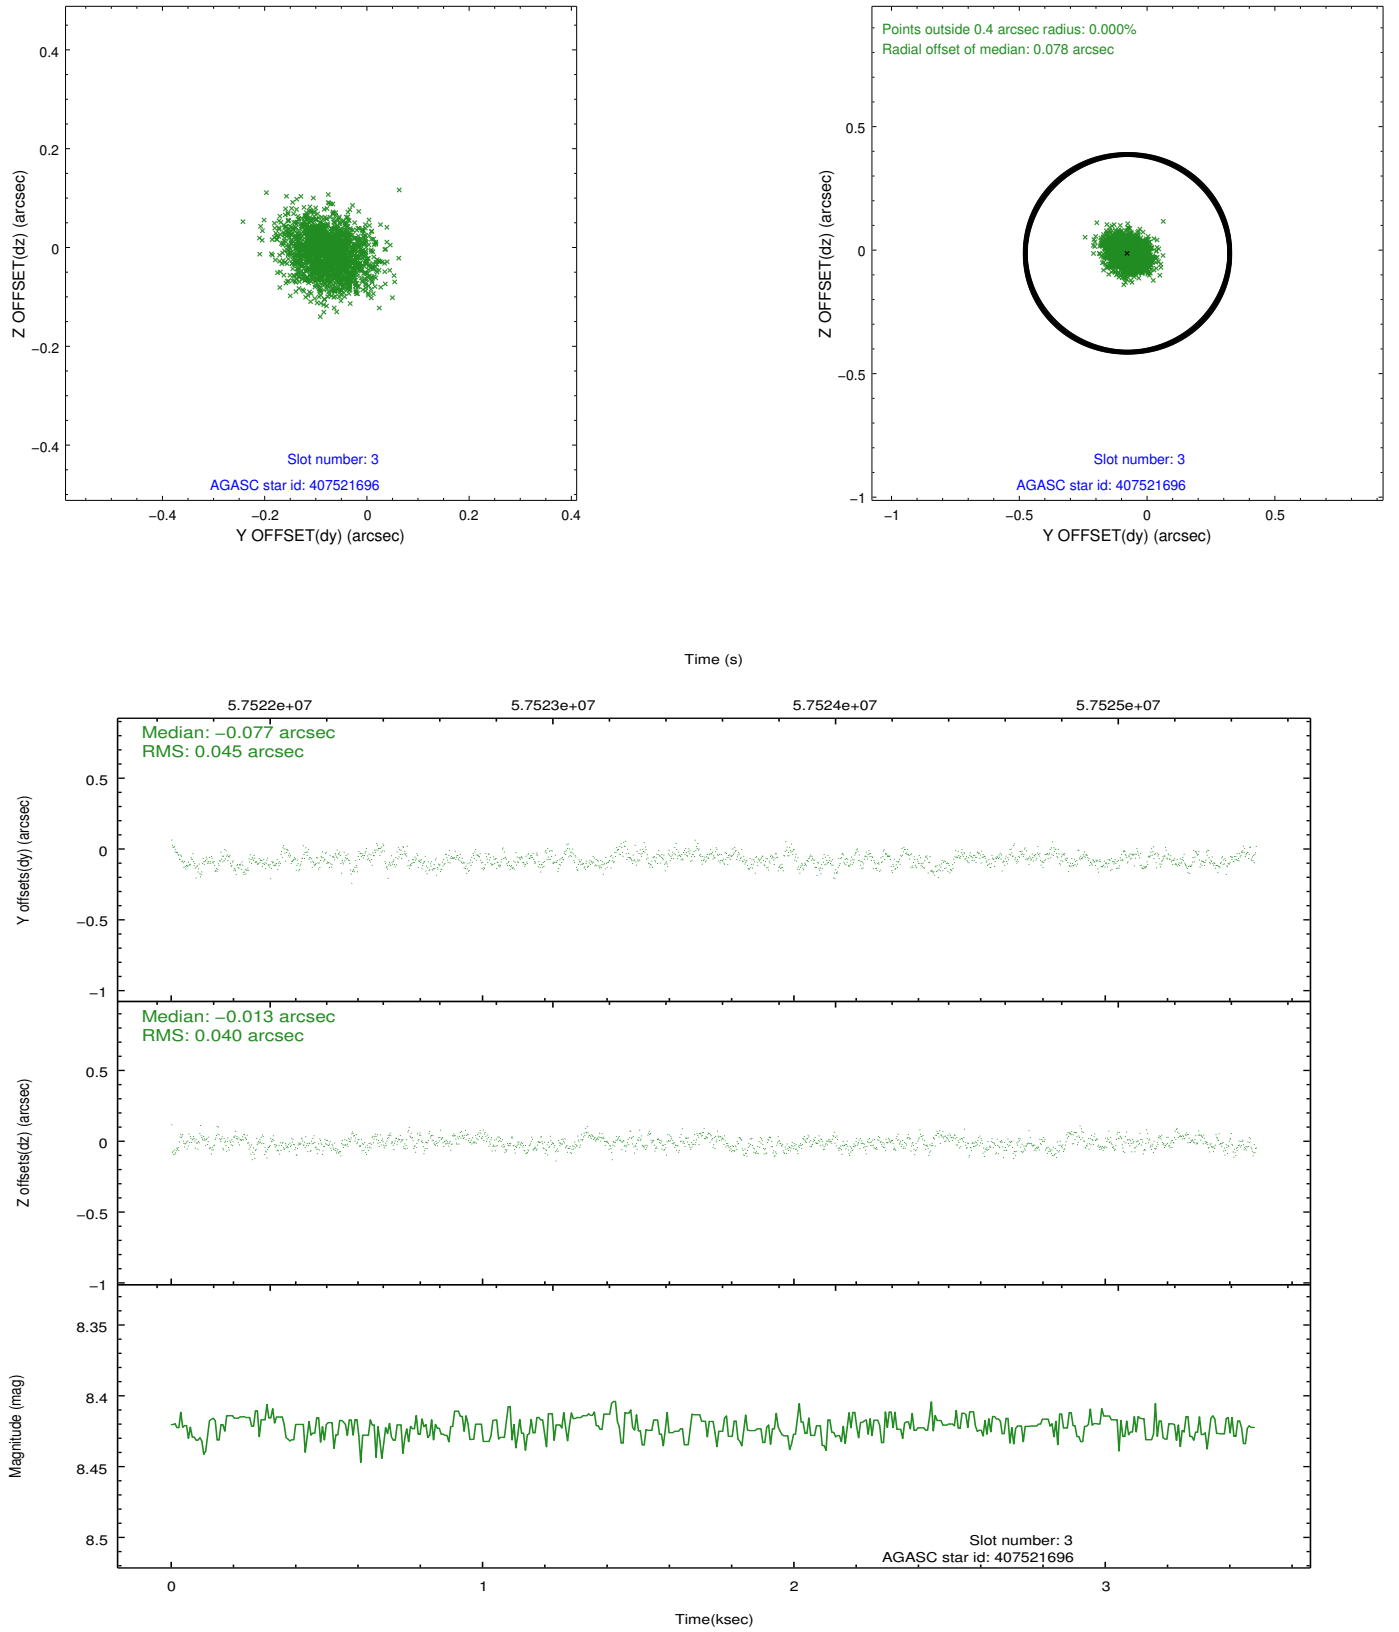 0.4
0.2
0
−0.2
−0.4
Z OFFSET(dz) (arcsec)
Slot number: 3
AGASC star id: 407521696
−0.4 −0.2 0 0.2 0.4
Y OFFSET(dy) (arcsec)
Points outside 0.4 arcsec radius: 0.000%
Radial offset of median: 0.078 arcsec
0.5
0
−0.5
−1
Z OFFSET(dz) (arcsec)
Slot number: 3
AGASC star id: 407521696
−1 −0.5 0 0.5
Y OFFSET(dy) (arcsec)
Time (s)
5.7522e+07 5.7523e+07 5.7524e+07 5.7525e+07
Median: −0.077 arcsec
RMS: 0.045 arcsec
0.5
0
−0.5
−1
Y offsets(dy) (arcsec)
Median: −0.013 arcsec
RMS: 0.040 arcsec
0.5
0
−0.5
−1
Z offsets(dz) (arcsec)
8.35
8.4
8.45
8.5
Magnitude (mag)
Slot number: 3
AGASC star id: 407521696
0 1 2 3
Time(ksec)